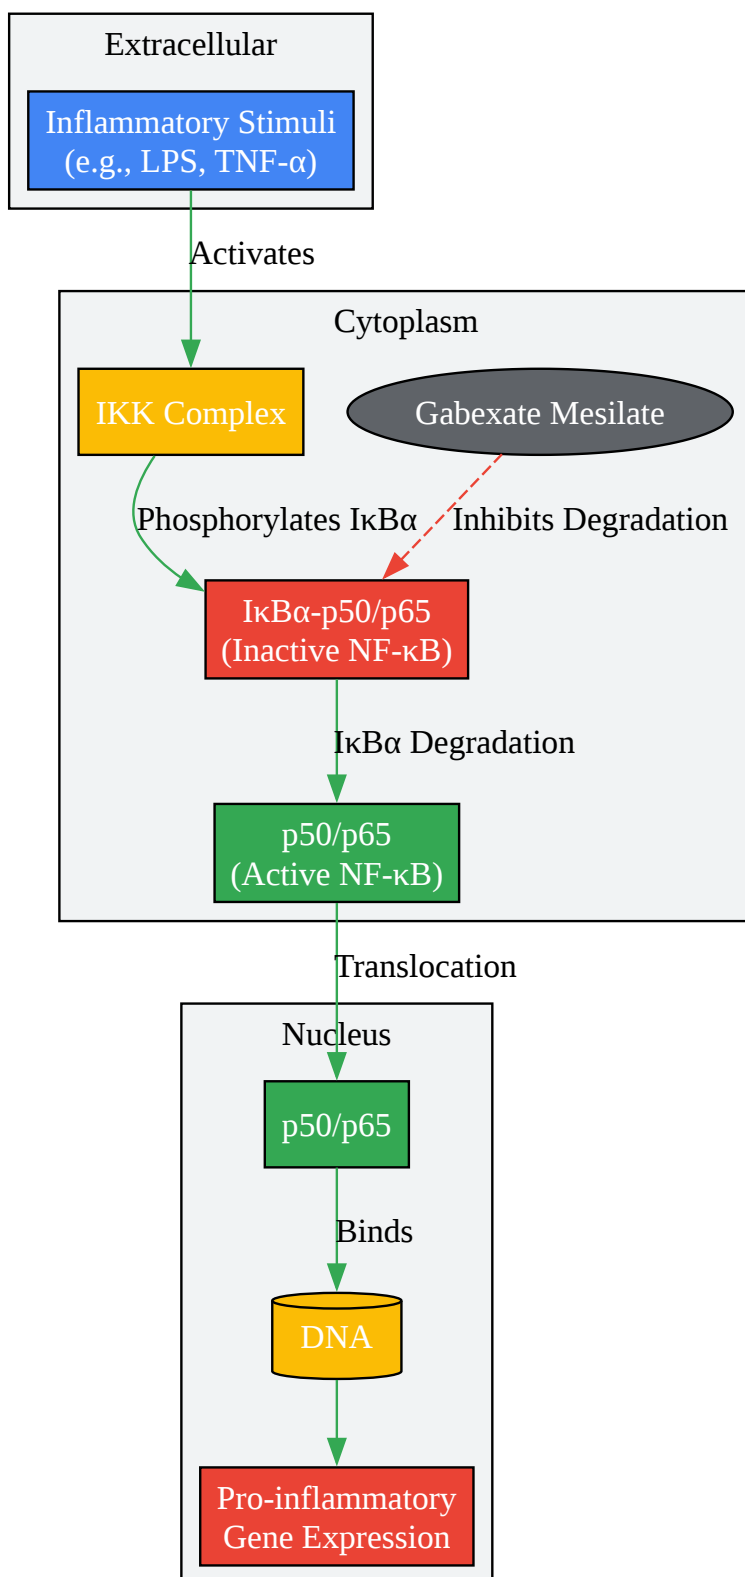 Extracellular
Inflammatory Stimuli
(e.g., LPS, TNF-α)
Activates
Cytoplasm
IKK Complex
Gabexate Mesilate
Phosphorylates IκBα
Inhibits Degradation
IκBα-p50/p65
(Inactive NF-κB)
IκBα Degradation
p50/p65
(Active NF-κB)
Translocation
Nucleus
p50/p65
Binds
DNA
Pro-inflammatory
Gene Expression